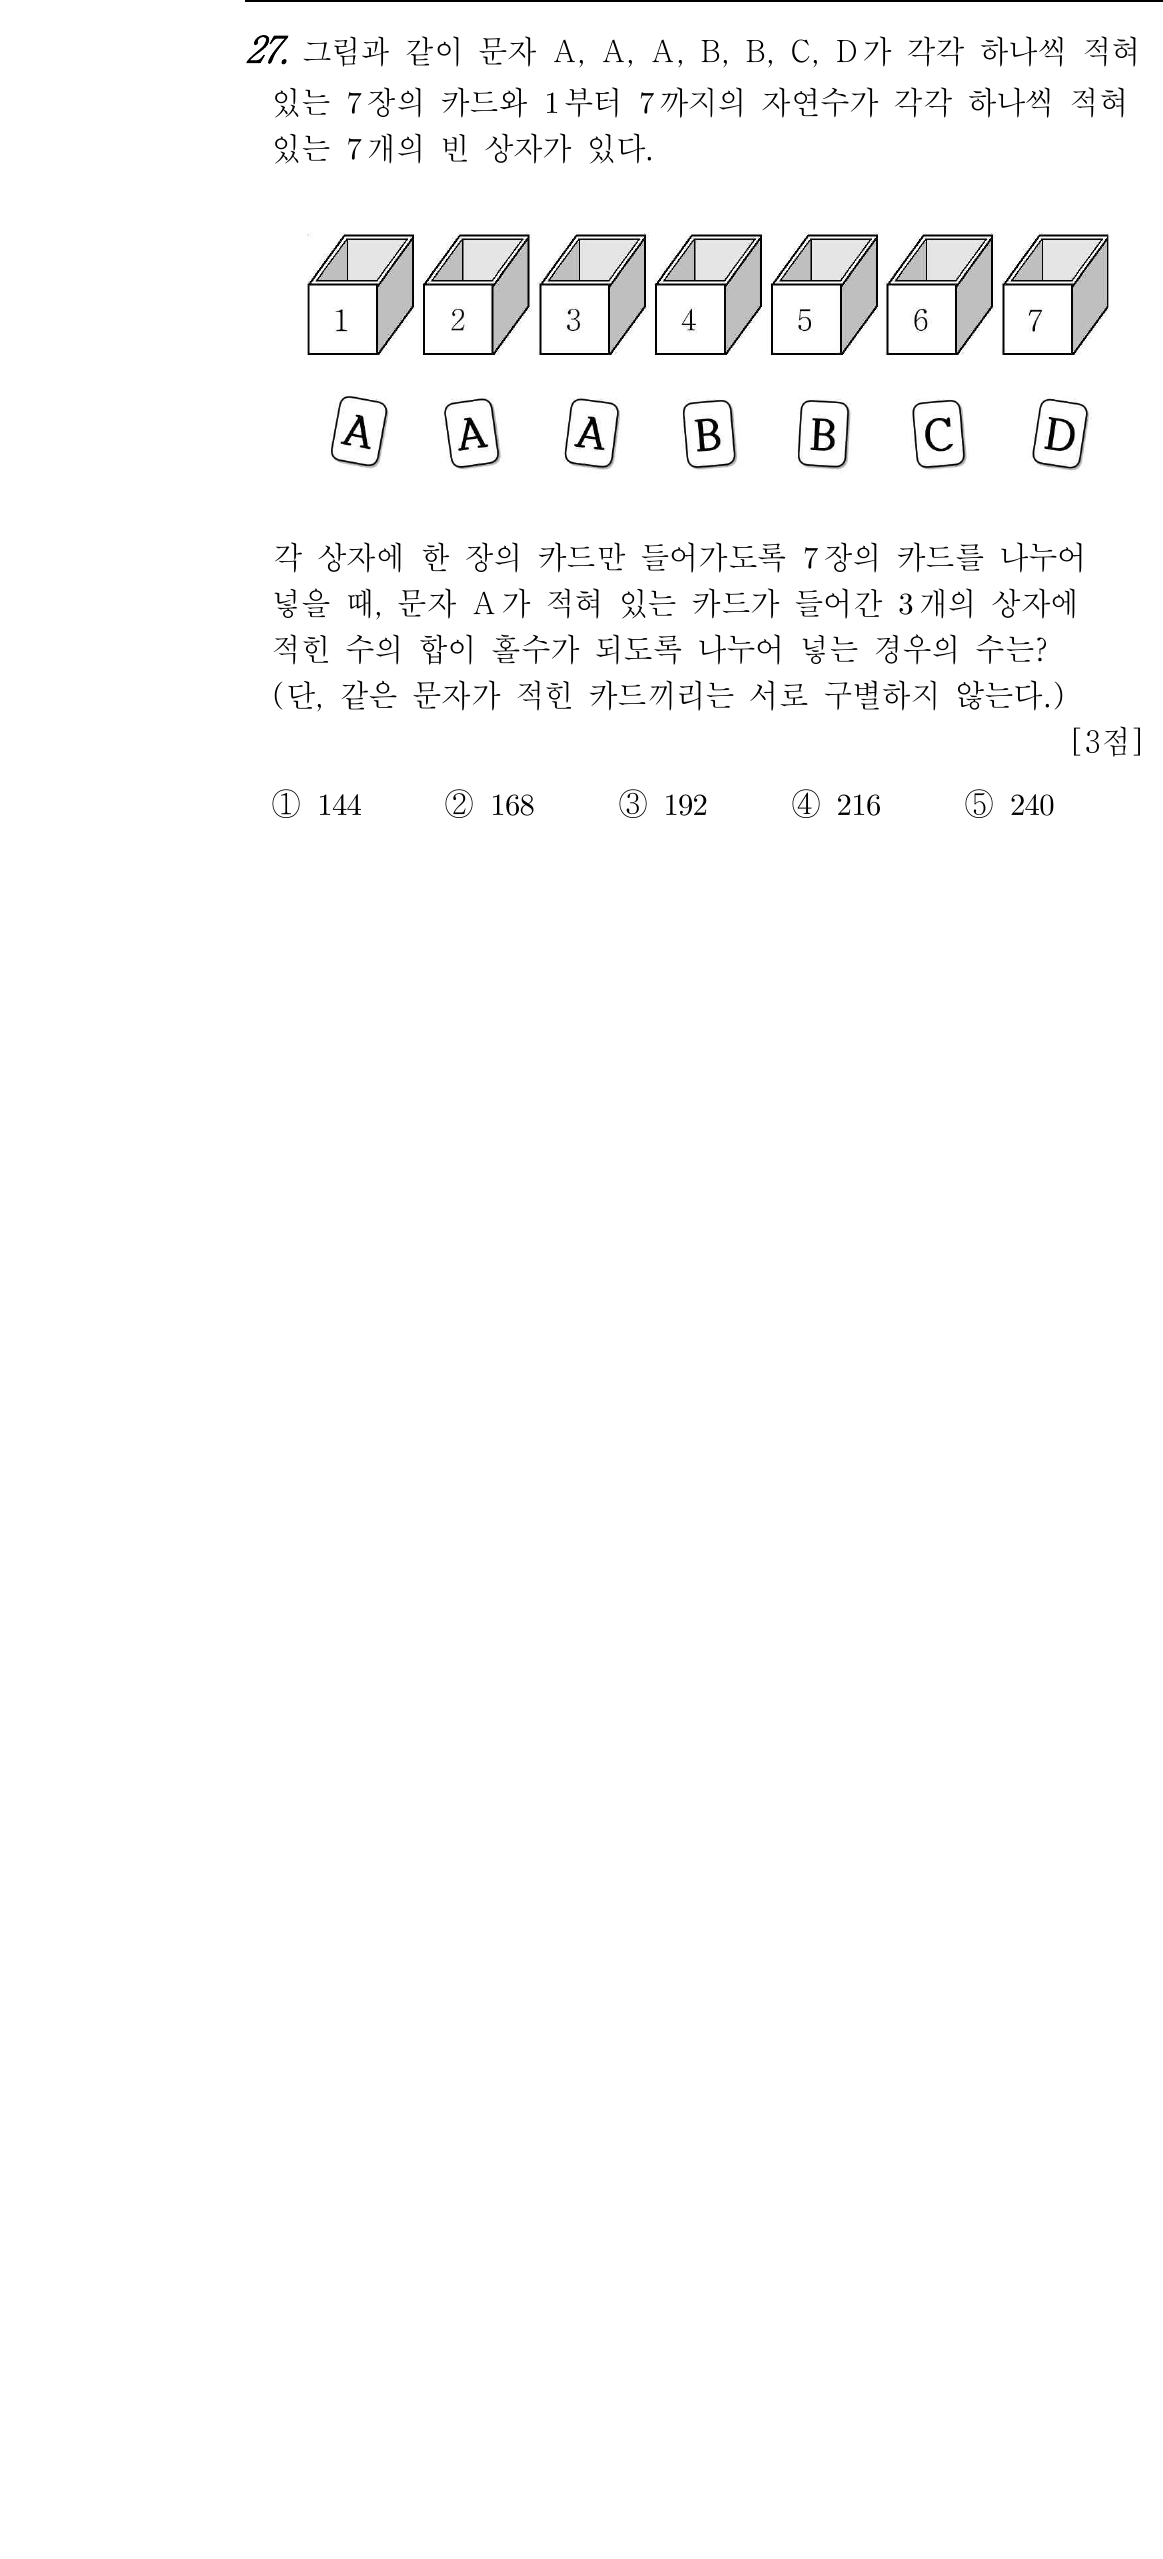 27. 그림과 같이 문자 A, A, A, B, B, C, D가 각각 하나씩 적혀
있는 7장의 카드와 1부터 7까지의 자연수가 각각 하나씩 적혀
있는 7개의 빈 상자가 있다.
1 2 3 4 5 6 7
A A A B B C D
각 상자에 한 장의 카드만 들어가도록 7장의 카드를 나누어
넣을 때, 문자 A가 적혀 있는 카드가 들어간 3개의 상자에
적힌 수의 합이 홀수가 되도록 나누어 넣는 경우의 수는?
(단, 같은 문자가 적힌 카드끼리는 서로 구별하지 않는다.)
[3점]
① 144 ② 168 ③ 192 ④ 216 ⑤ 240